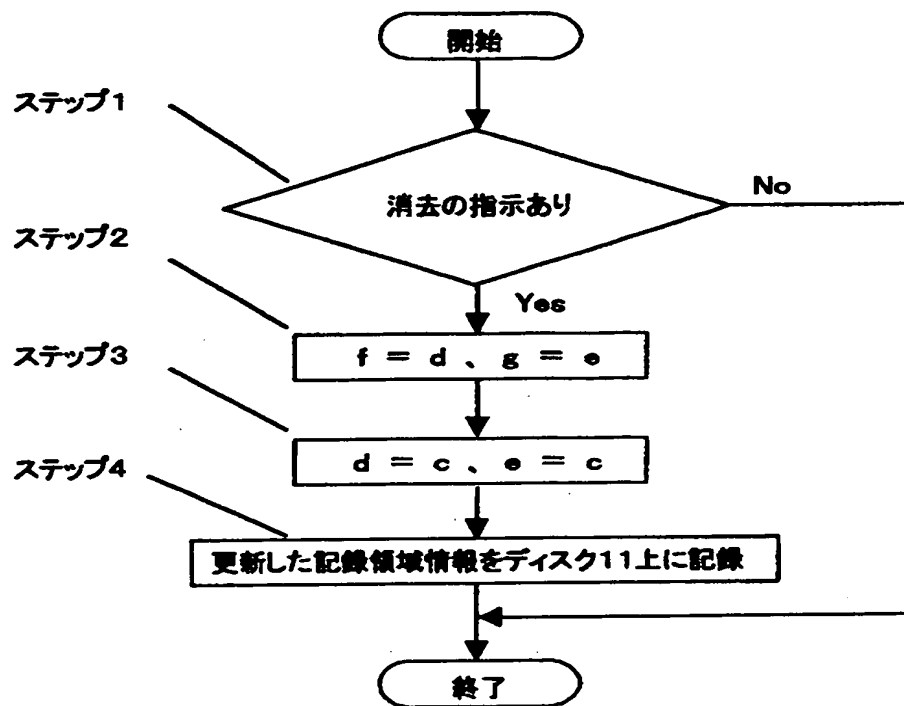 開始
ステップ1
消去の指示あり
No
ステップ2
Yes
f = d 、 g = e
ステップ3
d = c 、 e = c
ステップ4
更新した記録領域情報をディスク11上に記録
終了